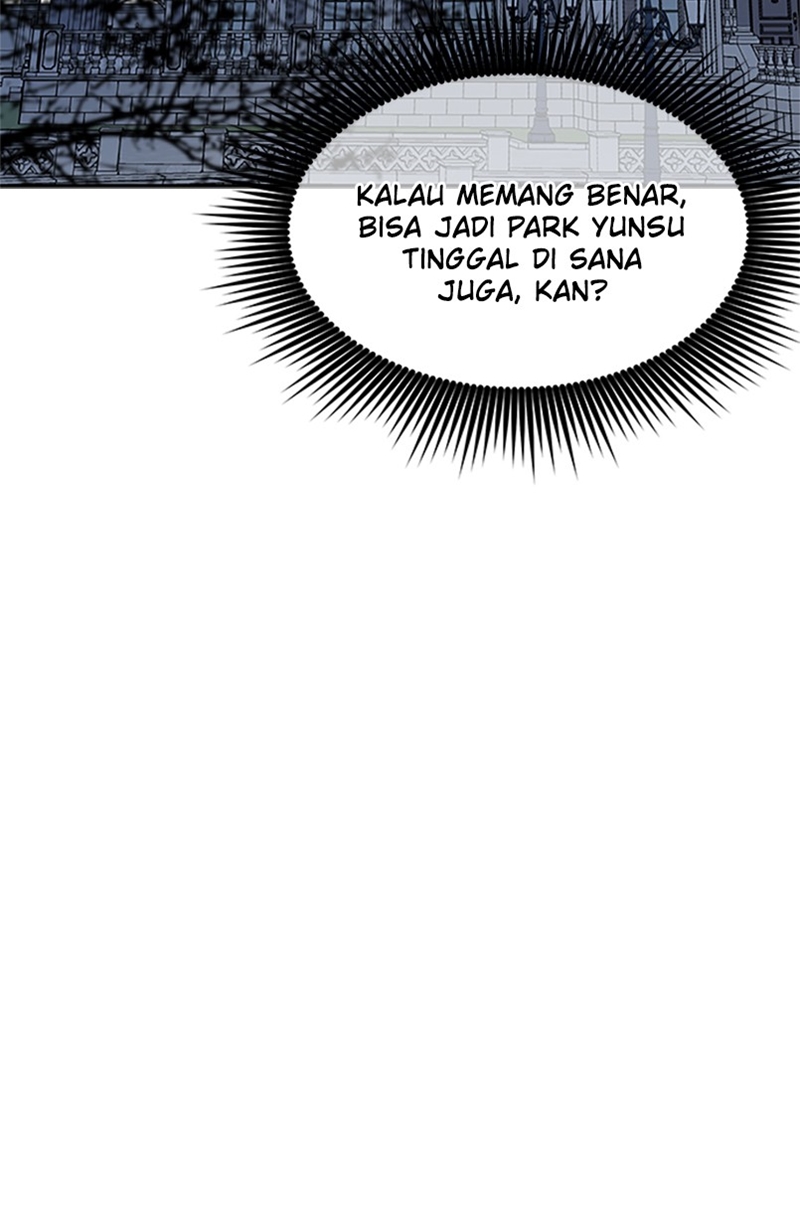 KALAU MEMANG BENAR,
BISA JADI PARK YUNSU
TINGGAL DI SANA
JUGA, KAN?